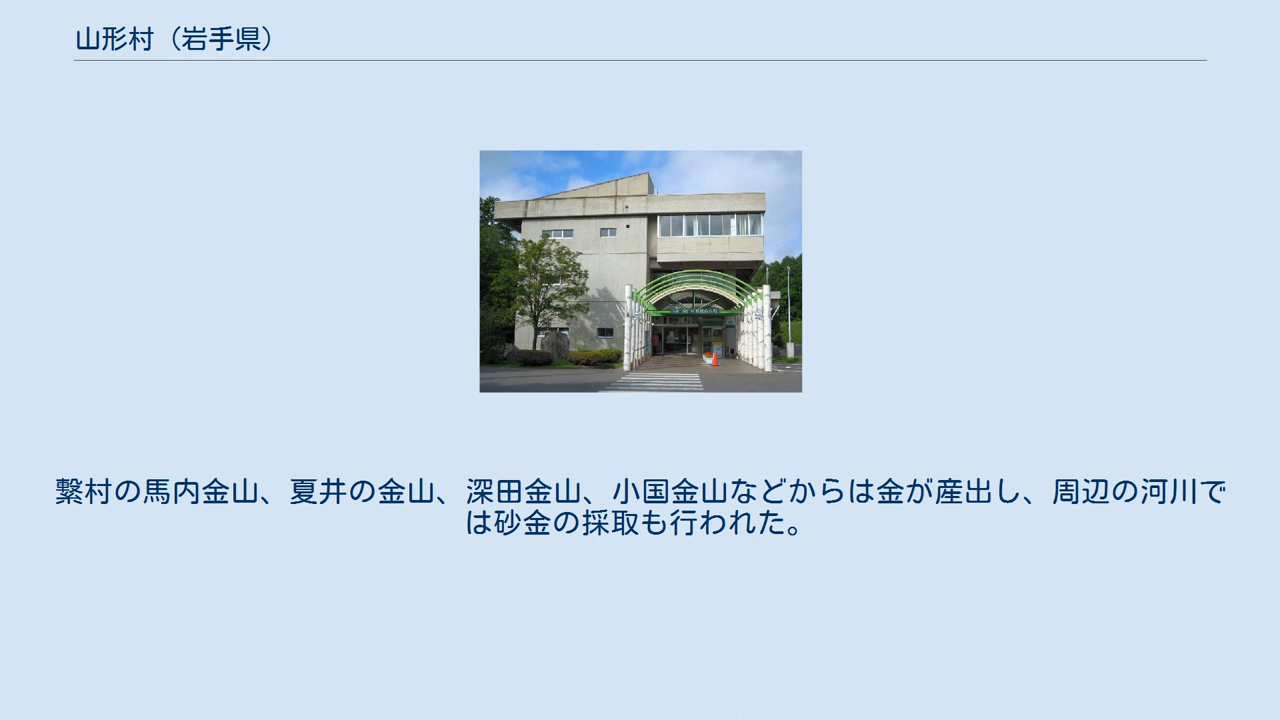 山形村（岩手県）
繋村の馬内金山、夏井の金山、深田金山、小国金山などからは金が産出し、周辺の河川で
は砂金の採取も行われた。